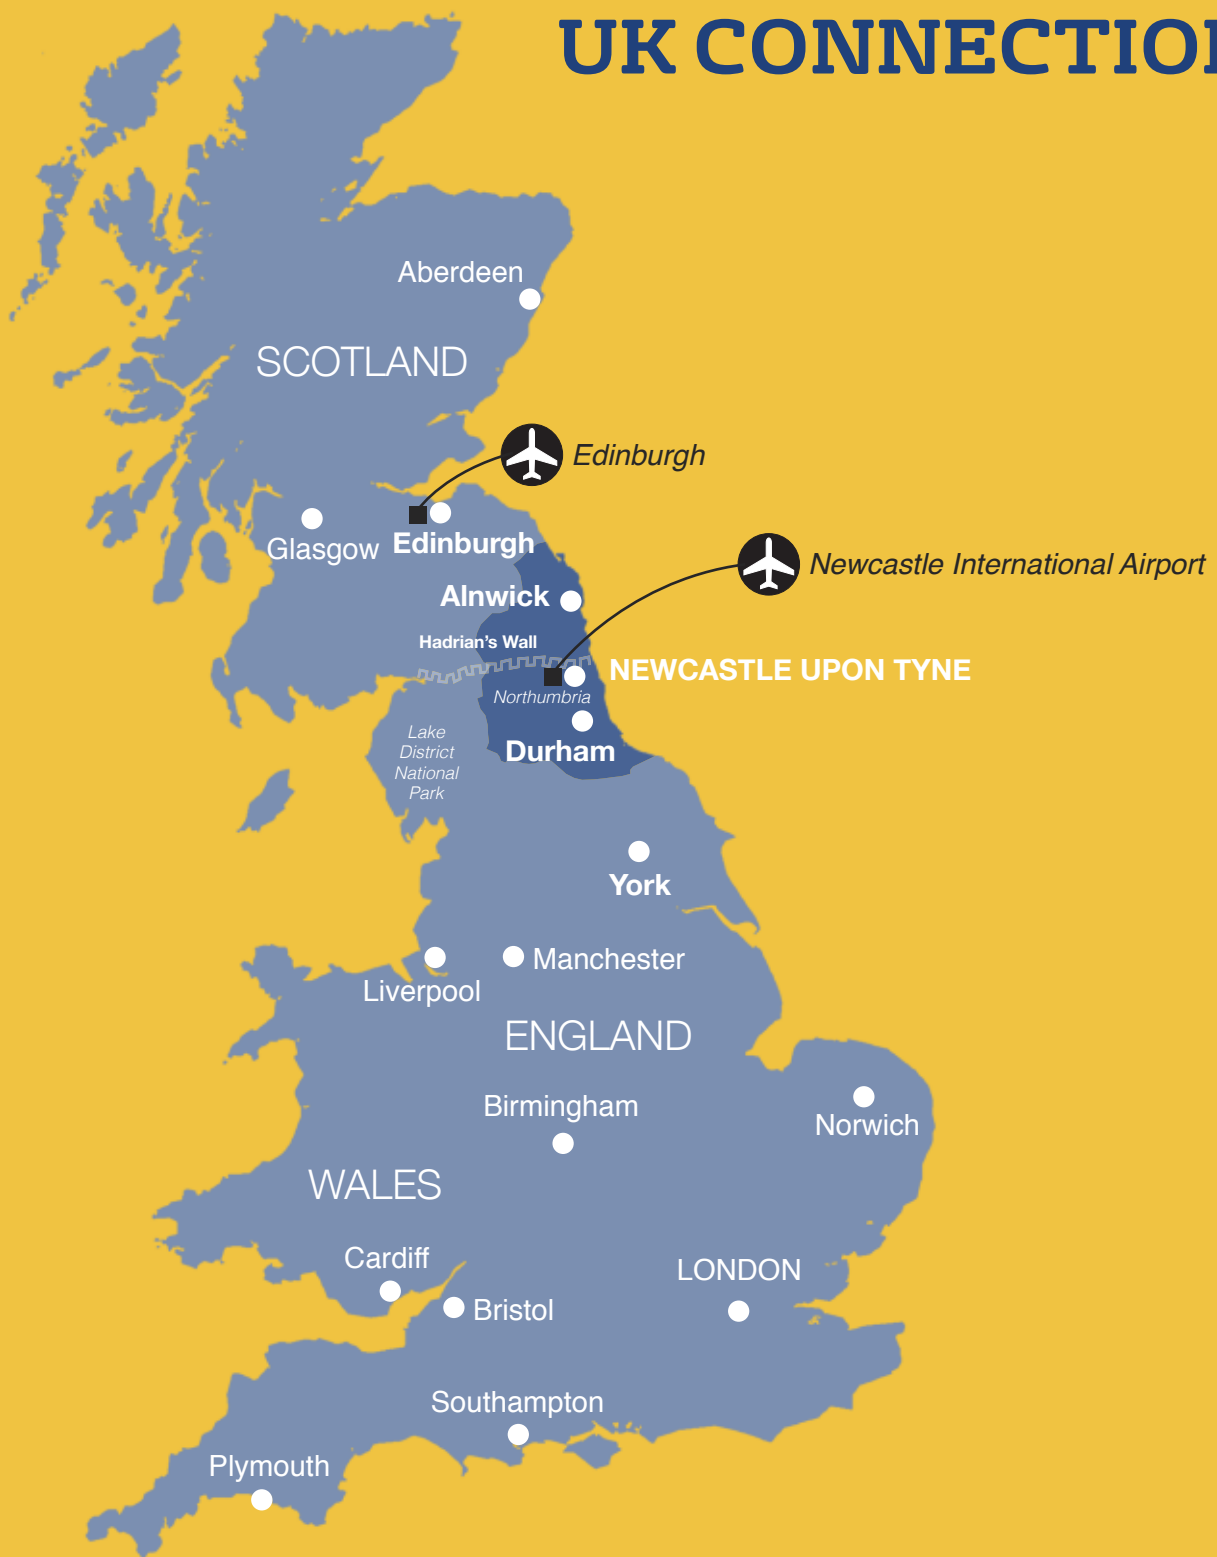 UK CONNECTIO
Aberdeen
SCOTLAND
Edinburgh
Glasgow
Edinburgh
Newcastle International Airport
Alnwick
Hadrian's Wall
NEWCASTLE UPON TYNE
Northumbria
Lake
District
National
Park
Durham
York
Manchester
Liverpool
ENGLAND
Birmingham
Norwich
WALES
Cardiff
LONDON
Bristol
Southampton
Plymouth